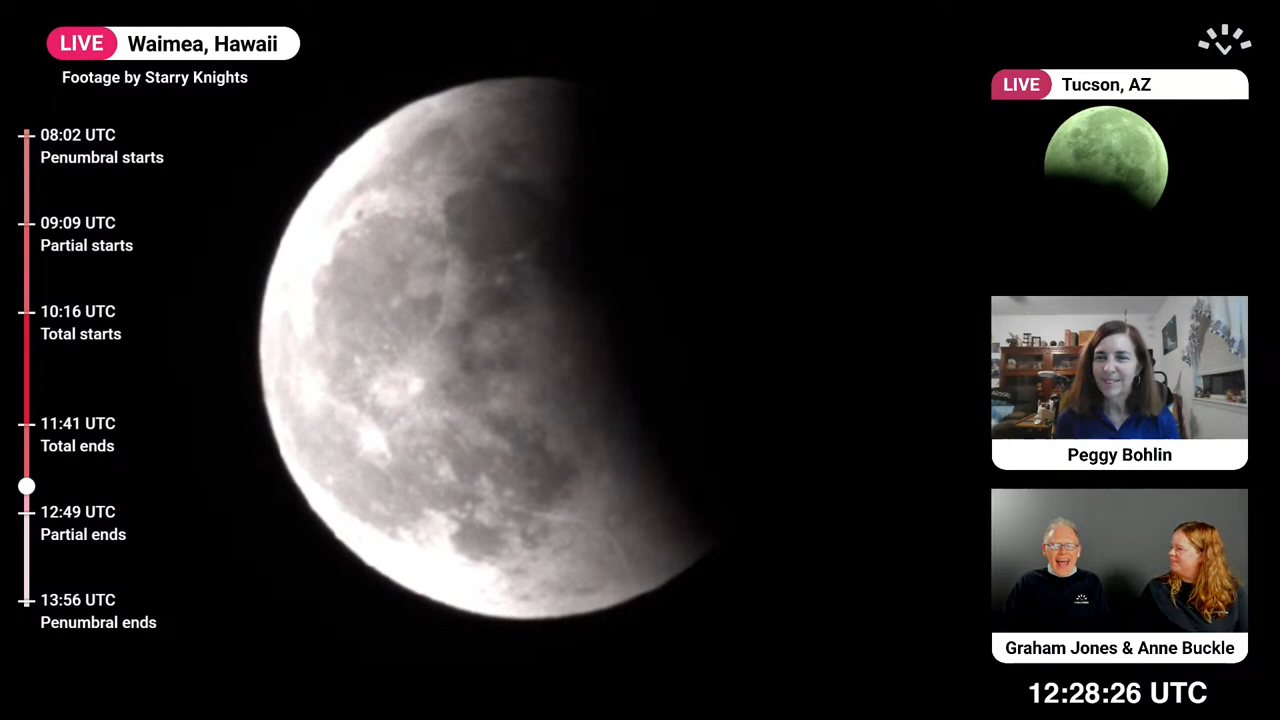 LIVE Waimea, Hawaii
Footage by Starry Knights
08:02 UTC
Penumbral starts
09:09 UTC
Partial starts
10:16 UTC
Total starts
11:41 UTC
Total ends
12:49 UTC
Partial ends
13:56 UTC
Penumbral ends
LIVE Tucson, AZ
Peggy Bohlin
Graham Jones & Anne Buckle
12:28:26 UTC